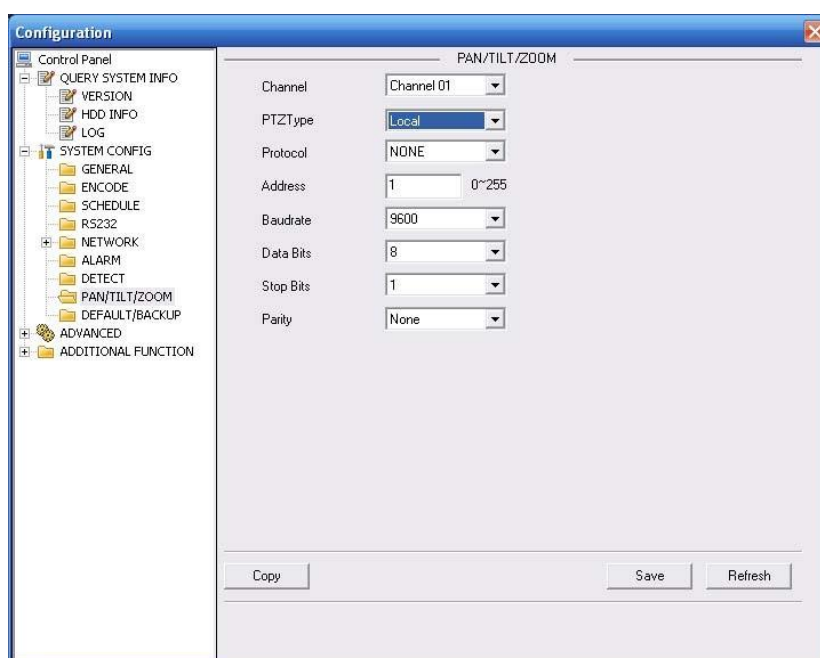 Configuration
Control Panel
QUERY SYSTEM INFO
VERSION
HDD INFO
LOG
SYSTEM CONFIG
GENERAL
ENCODE
SCHEDULE
RS232
NETWORK
ALARM
DETECT
PAN/TILT/ZOOM
DEFAULT/BACKUP
ADVANCED
ADDITIONAL FUNCTION
PAN/TILT/ZOOM
Channel Channel 01
PTZType Local
Protocol NONE
Address 1 0~255
Baudrate 9600
Data Bits 8
Stop Bits 1
Parity None
Copy Save Refresh